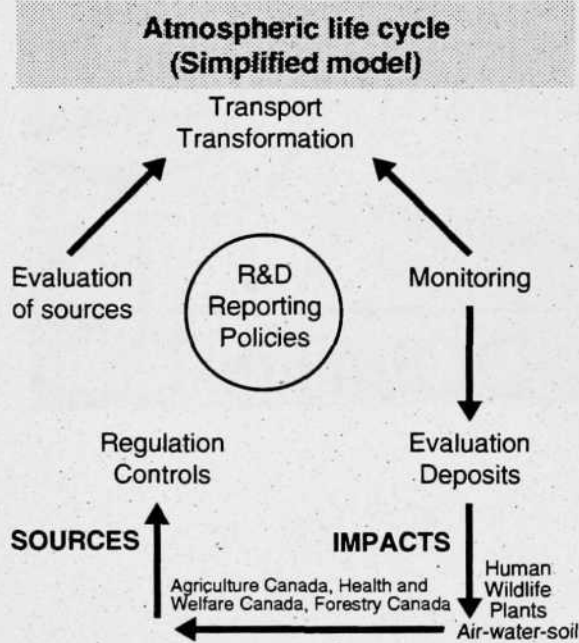 Atmospheric life cycle
(Simplified model)
Transport
Transformation
Evaluation
of sources
R&D
Reporting
Policies
Monitoring
Regulation
Controls
Evaluation
Deposits
SOURCES
IMPACTS
Agriculture Canada, Health and
Welfare Canada, Forestry Canada
Human
Wildlife
Plants
Air-water-soil